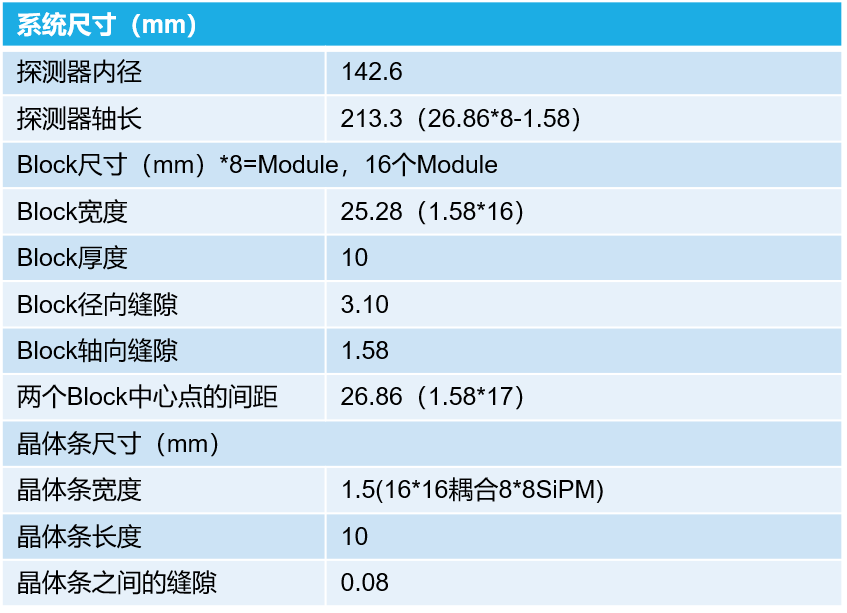 系统尺寸（mm）
探测器内径 142.6
探测器轴长 213.3（26.86*8-1.58）
Block尺寸（mm）*8=Module，16个Module
Block宽度 25.28（1.58*16）
Block厚度 10
Block径向缝隙 3.10
Block轴向缝隙 1.58
两个Block中心点的间距 26.86（1.58*17）
晶体条尺寸（mm）
晶体条宽度 1.5(16*16耦合8*8SiPM)
晶体条长度 10
晶体条之间的缝隙 0.08